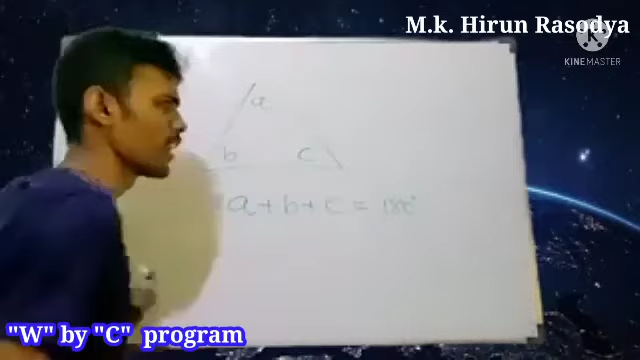 M.k. Hirun Rasodya
KINEMASTER
a
b c
a + b + c = 180°
"W" by "C" program